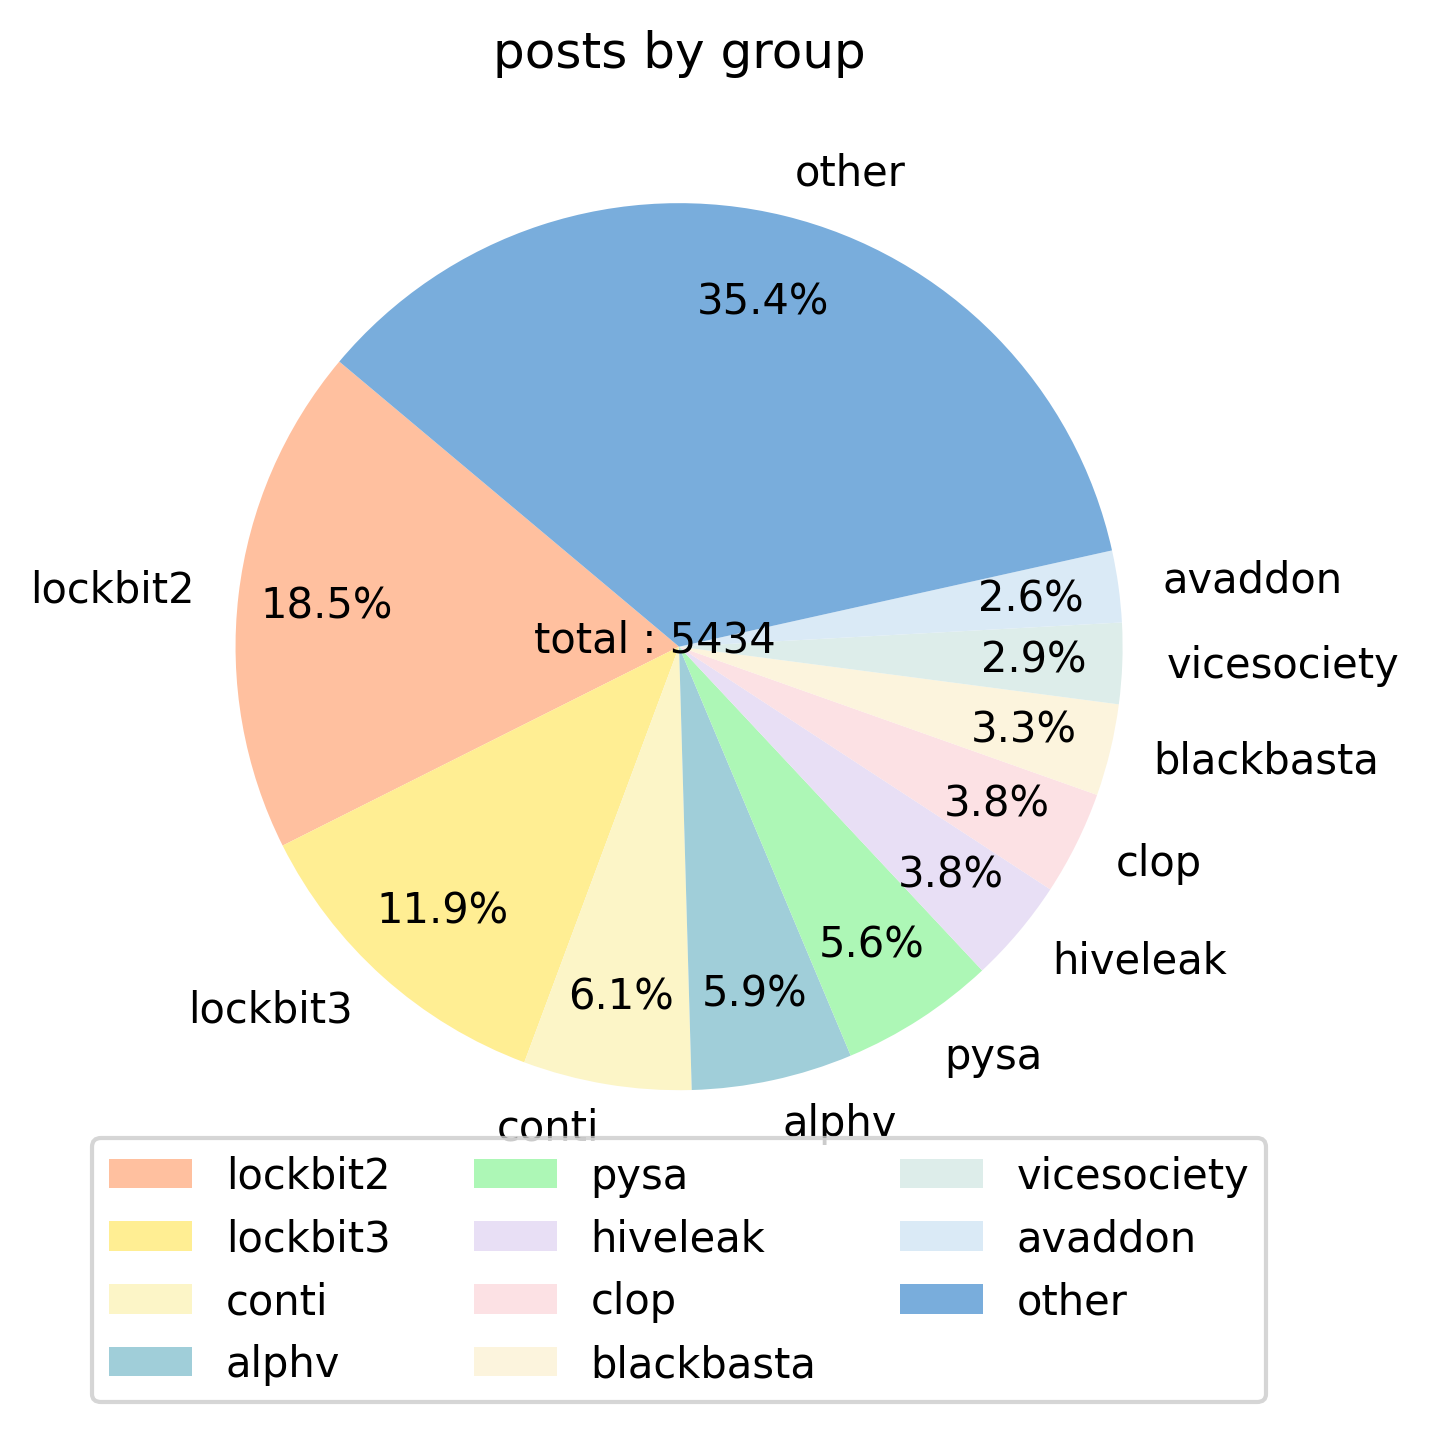 posts by group
other
35.4%
avaddon
2.6%
lockbit2
18.5%
total : 5434
vicesociety
2.9%
blackbasta
3.3%
clop
3.8%
hiveleak
3.8%
lockbit3
11.9%
pysa
5.6%
conti
6.1%
alphv
5.9%
lockbit2
lockbit3
conti
alphv
pysa
hiveleak
clop
blackbasta
vicesociety
avaddon
other